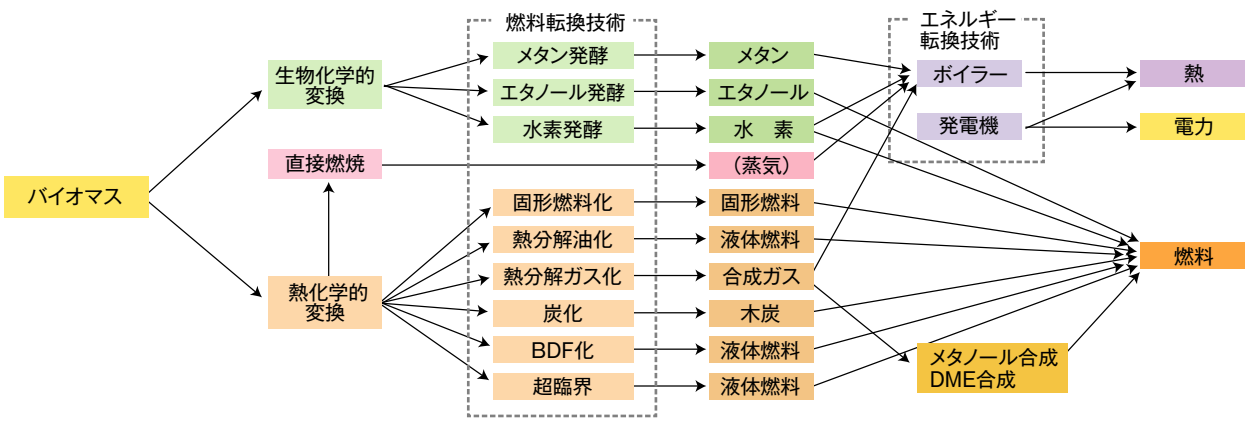 燃料転換技術
エネルギー
転換技術
バイオマス
生物化学的
変換
直接燃焼
熱化学的
変換
メタン発酵
エタノール発酵
水素発酵
固形燃料化
熱分解油化
熱分解ガス化
炭化
BDF化
超臨界
メタン
エタノール
水　素
（蒸気）
固形燃料
液体燃料
合成ガス
木炭
液体燃料
液体燃料
ボイラー
発電機
メタノール合成
DME合成
熱
電力
燃料